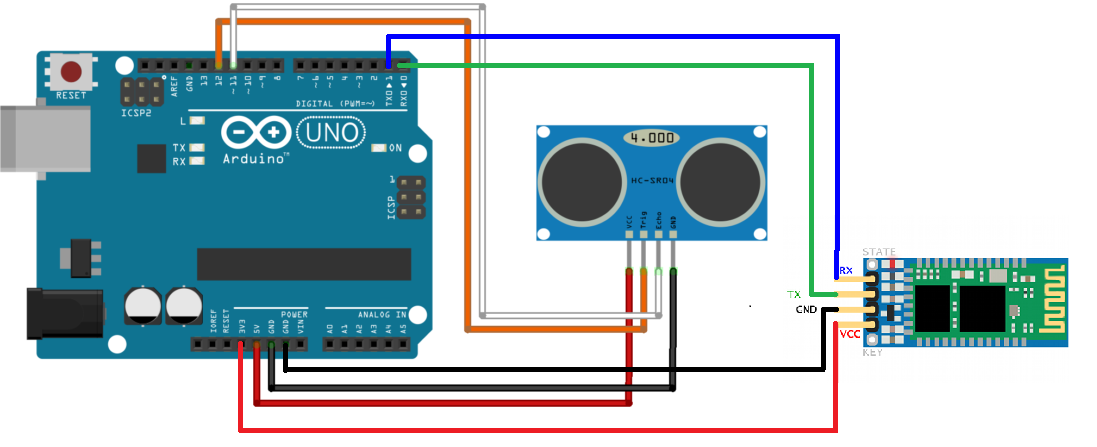 RESET
ICSP2
AREF
GND
13
12
~11
~10
~9
8
7
~6
~5
4
~3
2
TX0 ▶ 1
RX0 ◀ 0
DIGITAL (PWM=~)
L
TX
RX
Arduino™
UNO
ON
1
ICSP
POWER
ANALOG IN
IOREF
RESET
3V3
5V
GND
GND
VIN
A0
A1
A2
A3
A4
A5
4.000
HC-SR04
VCC
Trig
Echo
GND
STATE
RX
TX
GND
VCC
KEY